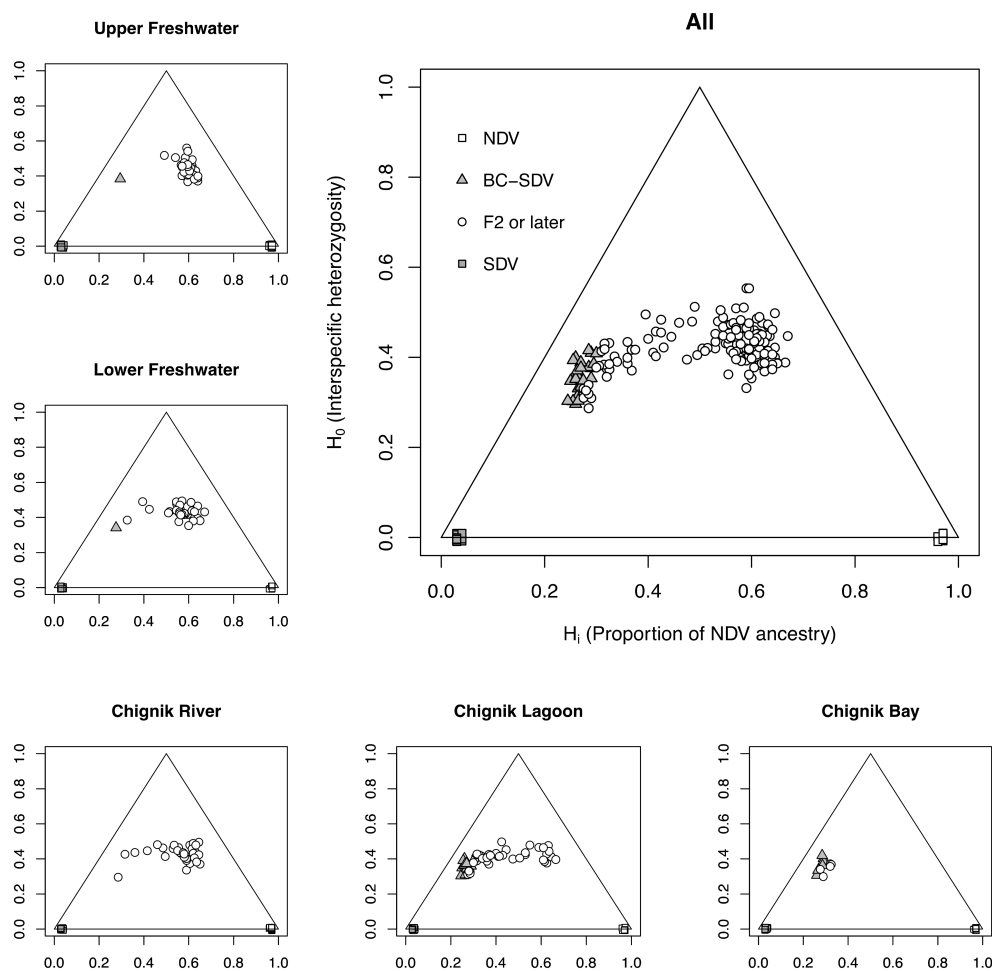 Upper Freshwater
0.0 0.2 0.4 0.6 0.8 1.0
0.0 0.2 0.4 0.6 0.8 1.0
All
NDV
BC−SDV
F2 or later
SDV
H0 (Interspecific heterozygosity)
0.0 0.2 0.4 0.6 0.8 1.0
0.0 0.2 0.4 0.6 0.8 1.0
Hi (Proportion of NDV ancestry)
Lower Freshwater
0.0 0.2 0.4 0.6 0.8 1.0
0.0 0.2 0.4 0.6 0.8 1.0
Chignik River
0.0 0.2 0.4 0.6 0.8 1.0
0.0 0.2 0.4 0.6 0.8 1.0
Chignik Lagoon
0.0 0.2 0.4 0.6 0.8 1.0
0.0 0.2 0.4 0.6 0.8 1.0
Chignik Bay
0.0 0.2 0.4 0.6 0.8 1.0
0.0 0.2 0.4 0.6 0.8 1.0